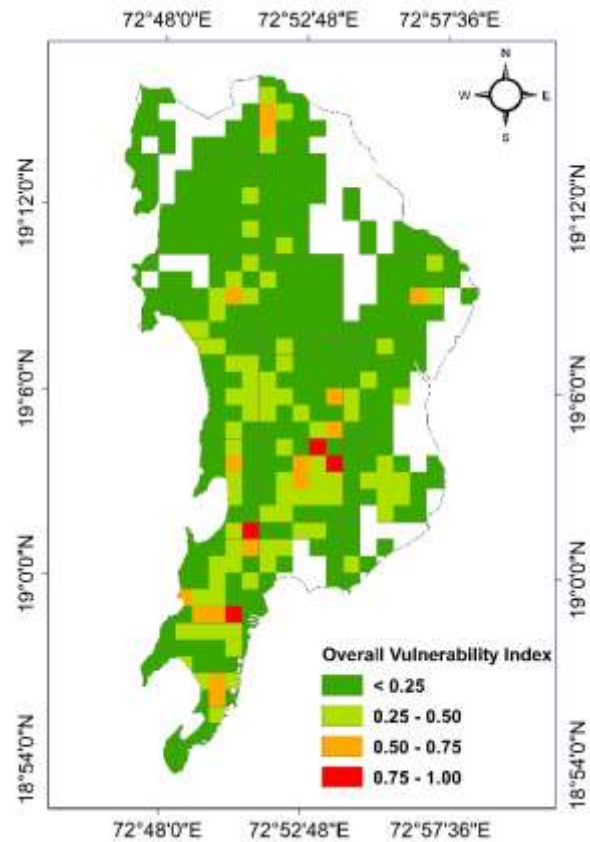 72°48'0"E 72°52'48"E 72°57'36"E
N
W E
S
19°12'0"N 19°12'0"N
19°6'0"N 19°6'0"N
19°0'0"N 19°0'0"N
18°54'0"N 18°54'0"N
Overall Vulnerability Index
< 0.25
0.25 - 0.50
0.50 - 0.75
0.75 - 1.00
72°48'0"E 72°52'48"E 72°57'36"E